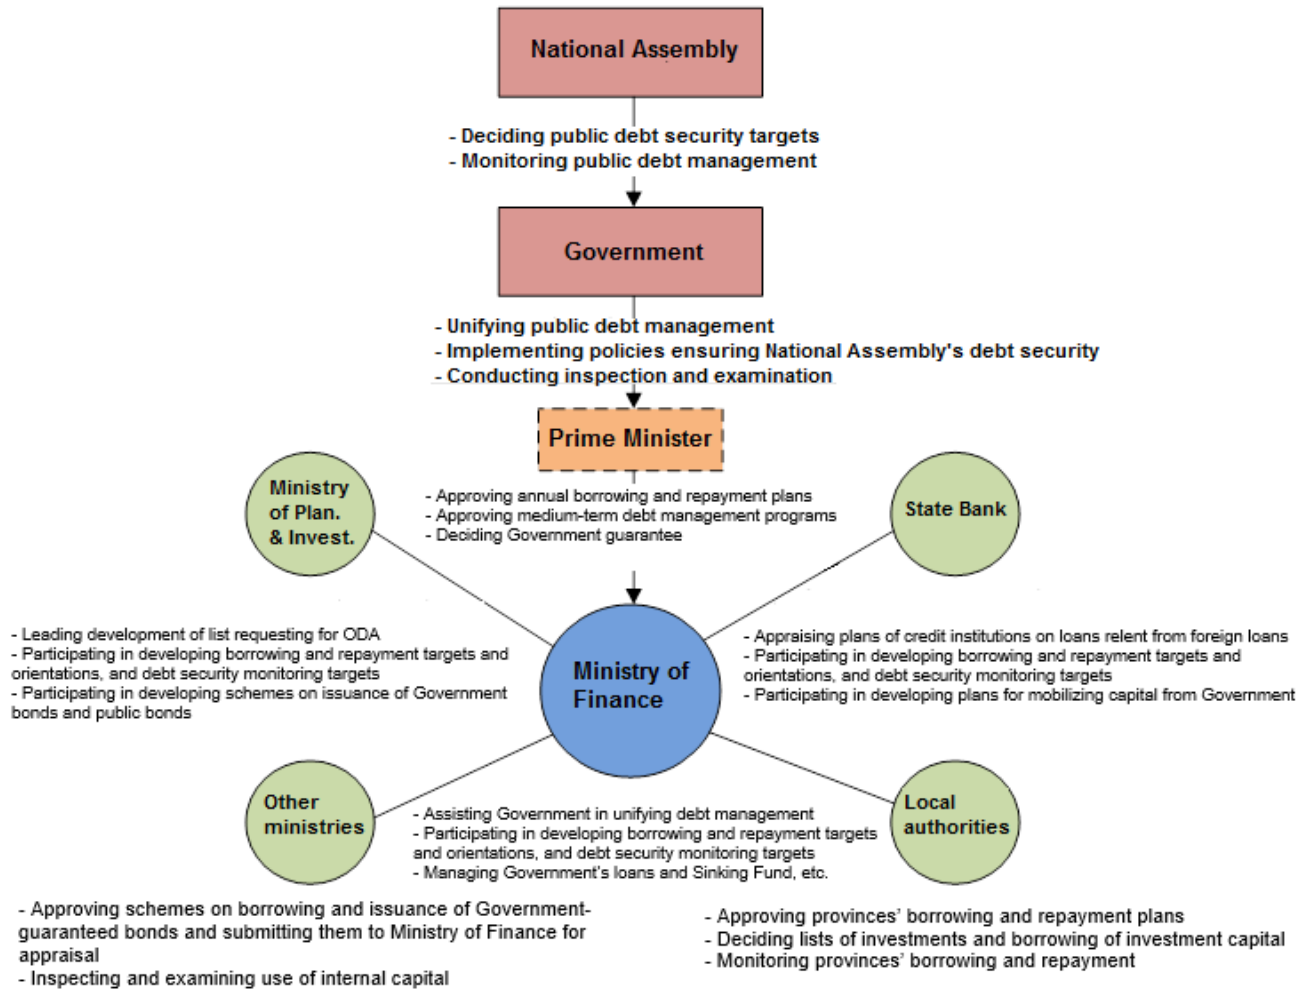 National Assembly
- Deciding public debt security targets
- Monitoring public debt management
Government
- Unifying public debt management
- Implementing policies ensuring National Assembly's debt security
- Conducting inspection and examination
Prime Minister
- Approving annual borrowing and repayment plans
- Approving medium-term debt management programs
- Deciding Government guarantee
Ministry
of Plan.
& Invest.
State Bank
- Leading development of list requesting for ODA
- Participating in developing borrowing and repayment targets and
orientations, and debt security monitoring targets
- Participating in developing schemes on issuance of Government
bonds and public bonds
Ministry of
Finance
- Appraising plans of credit institutions on loans relent from foreign loans
- Participating in developing borrowing and repayment targets and
orientations, and debt security monitoring targets
- Participating in developing plans for mobilizing capital from Government
Other
ministries
- Assisting Government in unifying debt management
- Participating in developing borrowing and repayment targets
and orientations, and debt security monitoring targets
- Managing Government's loans and Sinking Fund, etc.
Local
authorities
- Approving schemes on borrowing and issuance of Government-
guaranteed bonds and submitting them to Ministry of Finance for
appraisal
- Inspecting and examining use of internal capital
- Approving provinces' borrowing and repayment plans
- Deciding lists of investments and borrowing of investment capital
- Monitoring provinces' borrowing and repayment